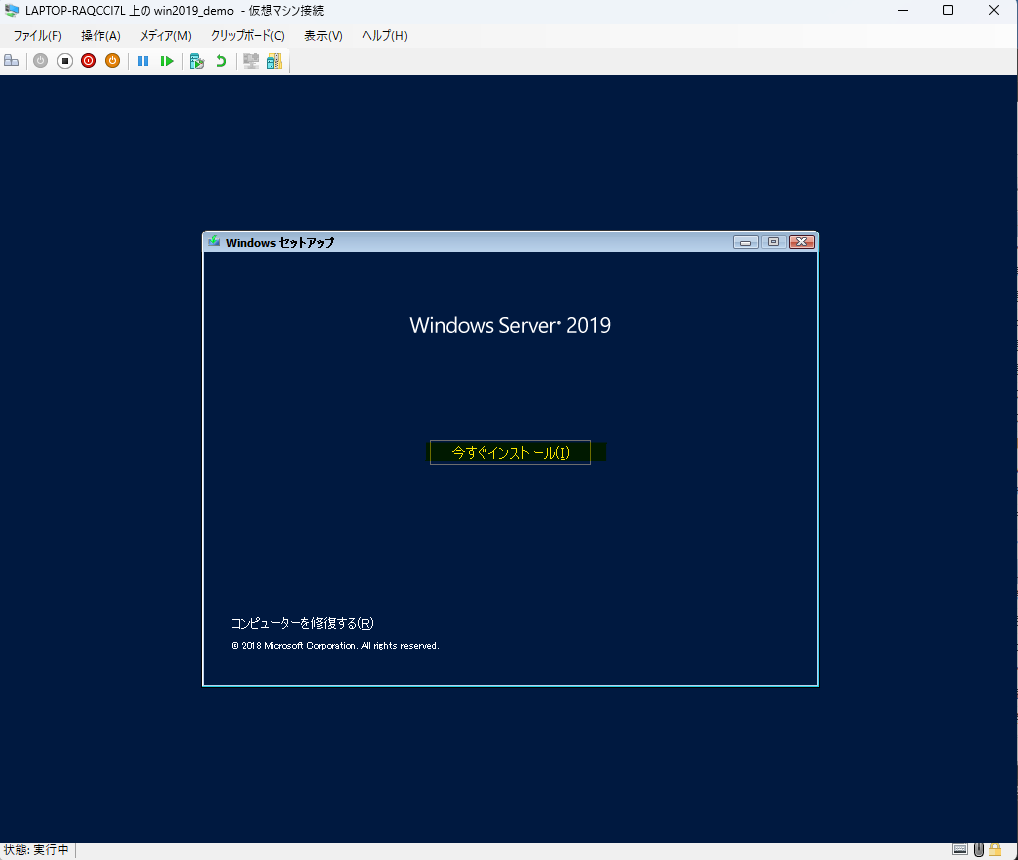 LAPTOP-RAQCCI7L 上の win2019_demo - 仮想マシン接続
ファイル(F) 操作(A) メディア(M) クリップボード(C) 表示(V) ヘルプ(H)
Windows セットアップ
Windows Server® 2019
今すぐインストール(I)
コンピューターを修復する(R)
© 2018 Microsoft Corporation. All rights reserved.
状態: 実行中